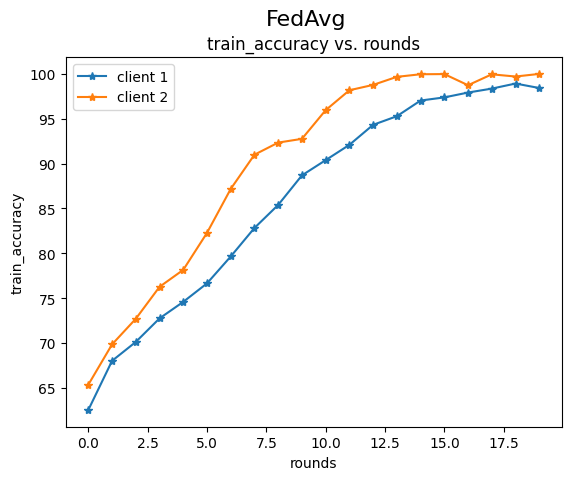 FedAvg
train_accuracy vs. rounds
client 1
client 2
train_accuracy
100
95
90
85
80
75
70
65
0.0 2.5 5.0 7.5 10.0 12.5 15.0 17.5
rounds